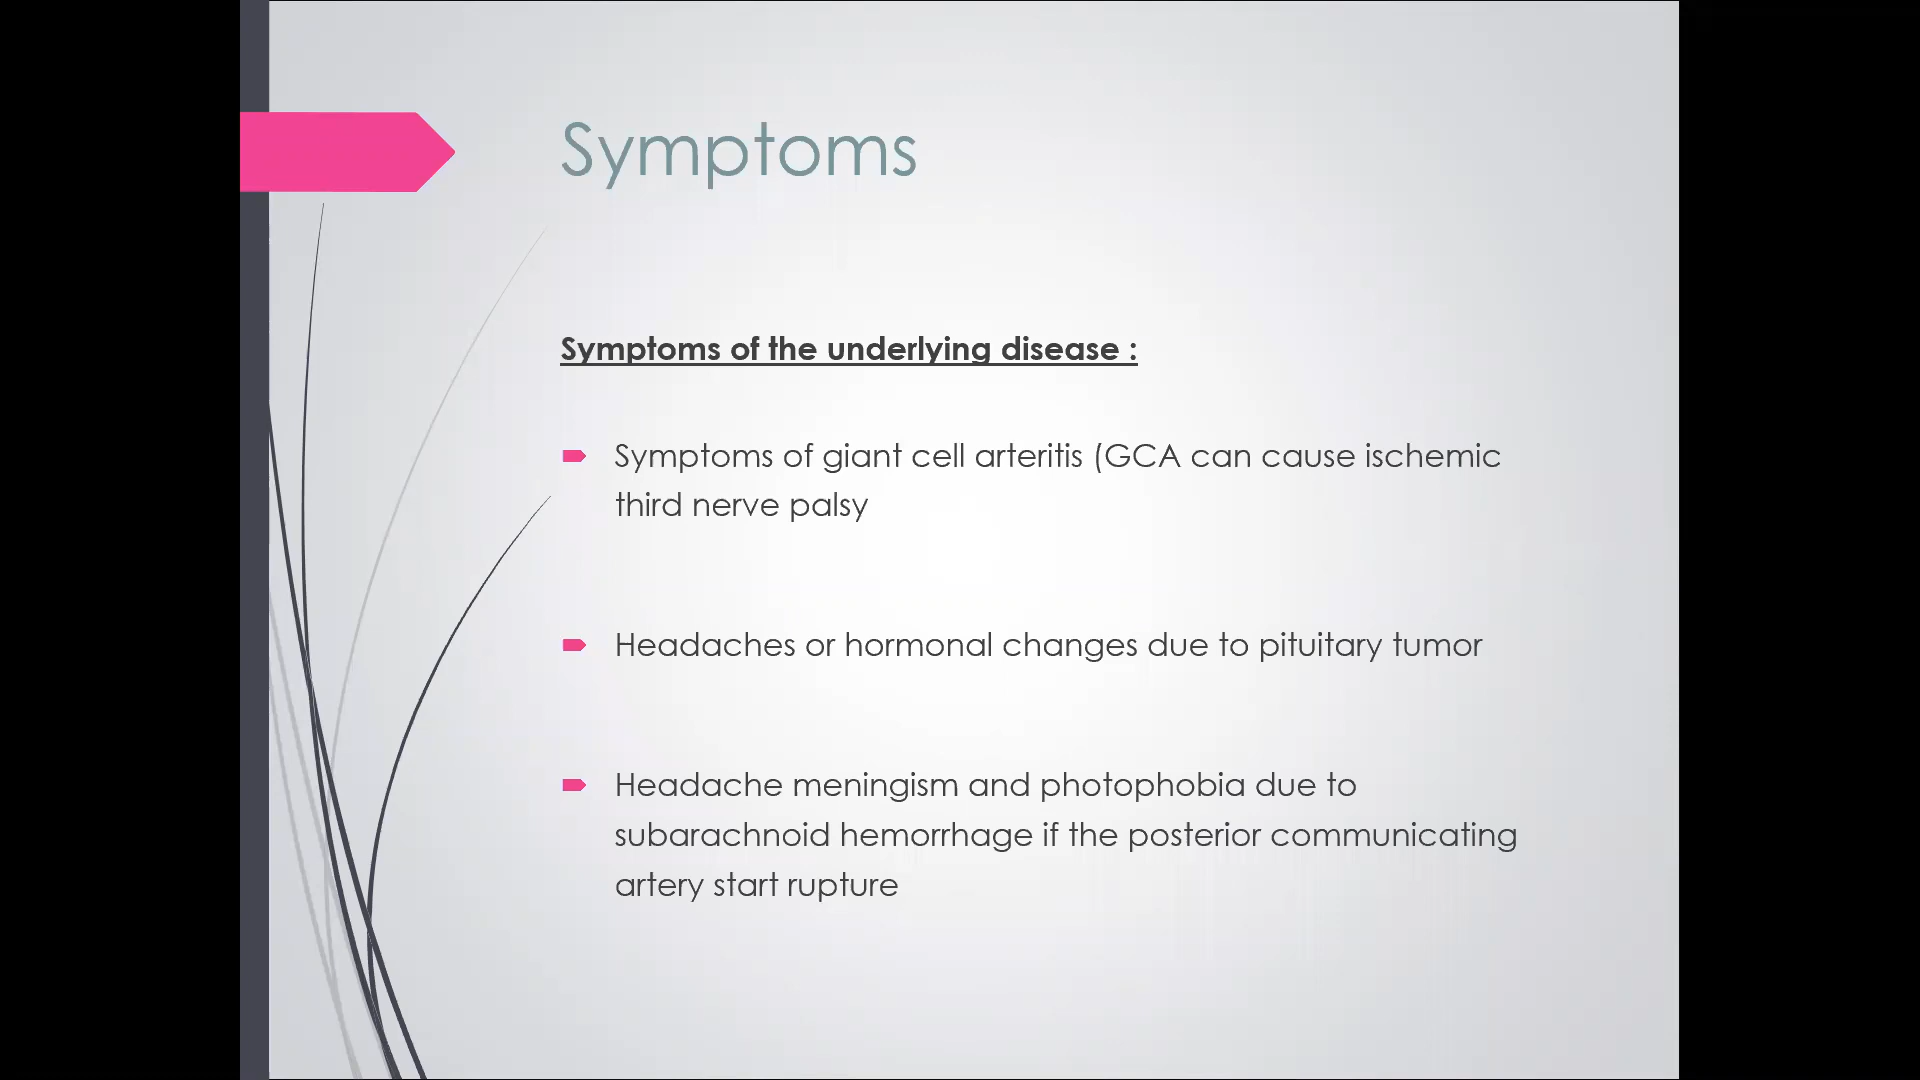 Symptoms
Symptoms of the underlying disease :
Symptoms of giant cell arteritis (GCA can cause ischemic
third nerve palsy
Headaches or hormonal changes due to pituitary tumor
Headache meningism and photophobia due to
subarachnoid hemorrhage if the posterior communicating
artery start rupture